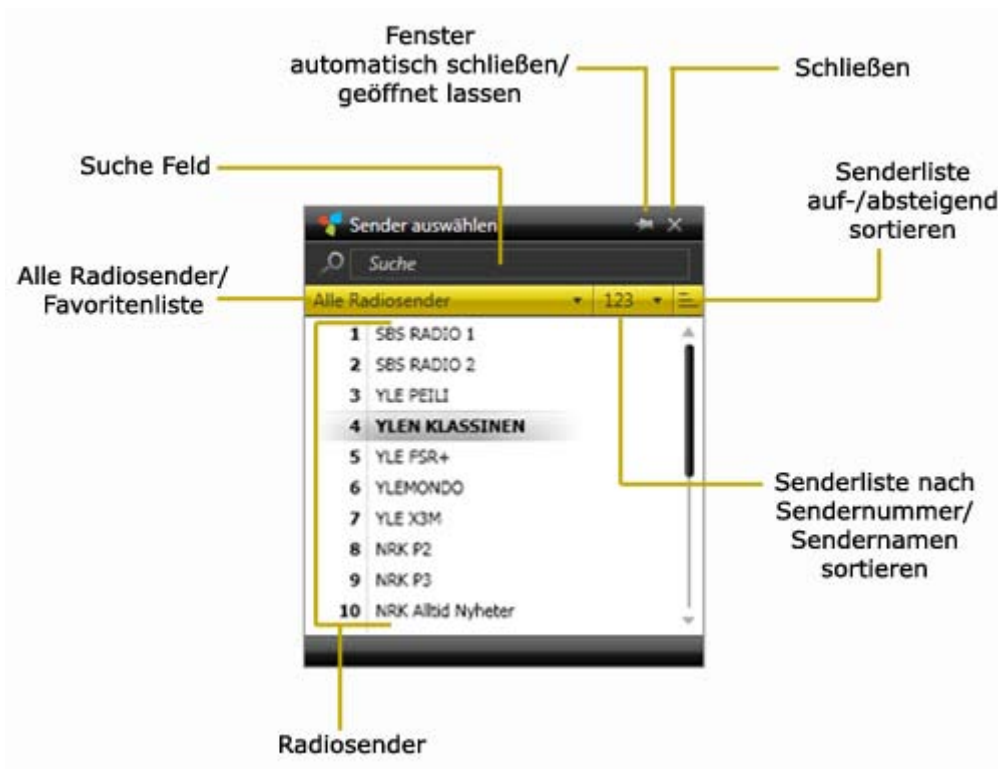 Fenster
automatisch schließen/
geöffnet lassen
Schließen
Suche Feld
Senderliste
auf-/absteigend
sortieren
Alle Radiosender/
Favoritenliste
Sender auswählen
Suche
Alle Radiosender 123
1 SBS RADIO 1
2 SBS RADIO 2
3 YLE PEILI
4 YLEN KLASSINEN
5 YLE FSR+
6 YLEMONDO
7 YLE X3M
8 NRK P2
9 NRK P3
10 NRK Alltid Nyheter
Senderliste nach
Sendernummer/
Sendernamen
sortieren
Radiosender